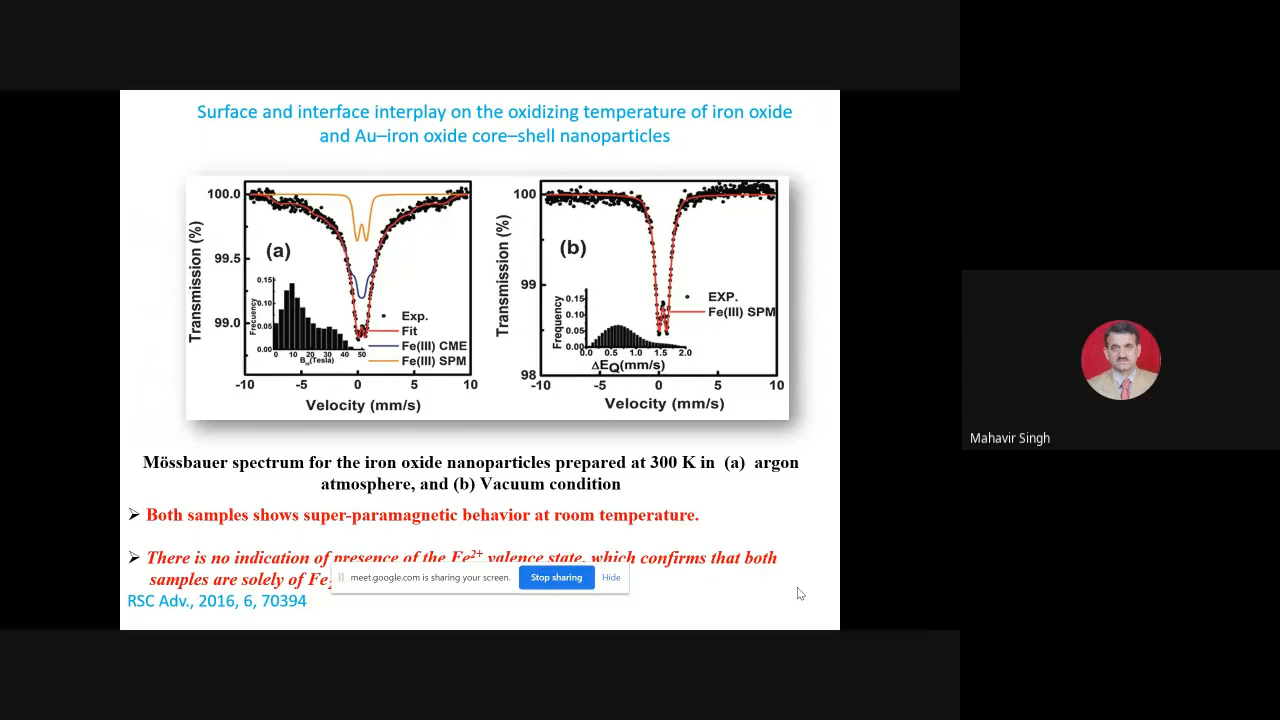 Surface and interface interplay on the oxidizing temperature of iron oxide
and Au–iron oxide core–shell nanoparticles
100.0
99.5
99.0
Transmission (%)
(a)
0.15
0.10
0.05
0.00
0 10 20 30 40 50
(Tesla)
Exp.
Fit
Fe(III) CME
Fe(III) SPM
-10 -5 0 5 10
Velocity (mm/s)
100
99
98
Transmission (%)
(b)
Frequency
0.15
0.10
0.05
0.00
0.0 0.5 1.0 1.5 2.0
ΔEQ(mm/s)
EXP.
Fe(III) SPM
-10 -5 0 5 10
Velocity (mm/s)
Mössbauer spectrum for the iron oxide nanoparticles prepared at 300 K in (a) argon
atmosphere, and (b) Vacuum condition
➢ Both samples shows super-paramagnetic behavior at room temperature.
➢ There is no indication of presence of the Fe2+ valence state, which confirms that both
samples are solely of Fe
meet.google.com is sharing your screen. Stop sharing Hide
RSC Adv., 2016, 6, 70394
Mahavir Singh